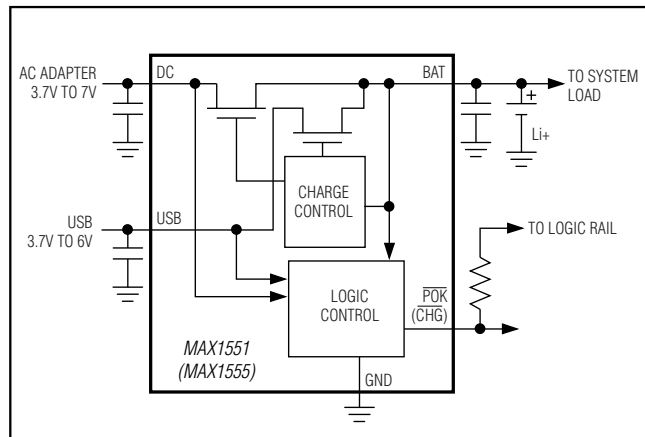 AC ADAPTER
3.7V TO 7V
DC
BAT
TO SYSTEM
LOAD
+
Li+
CHARGE
CONTROL
USB
3.7V TO 6V
USB
TO LOGIC RAIL
LOGIC
CONTROL
POK
(CHG)
MAX1551
(MAX1555)
GND